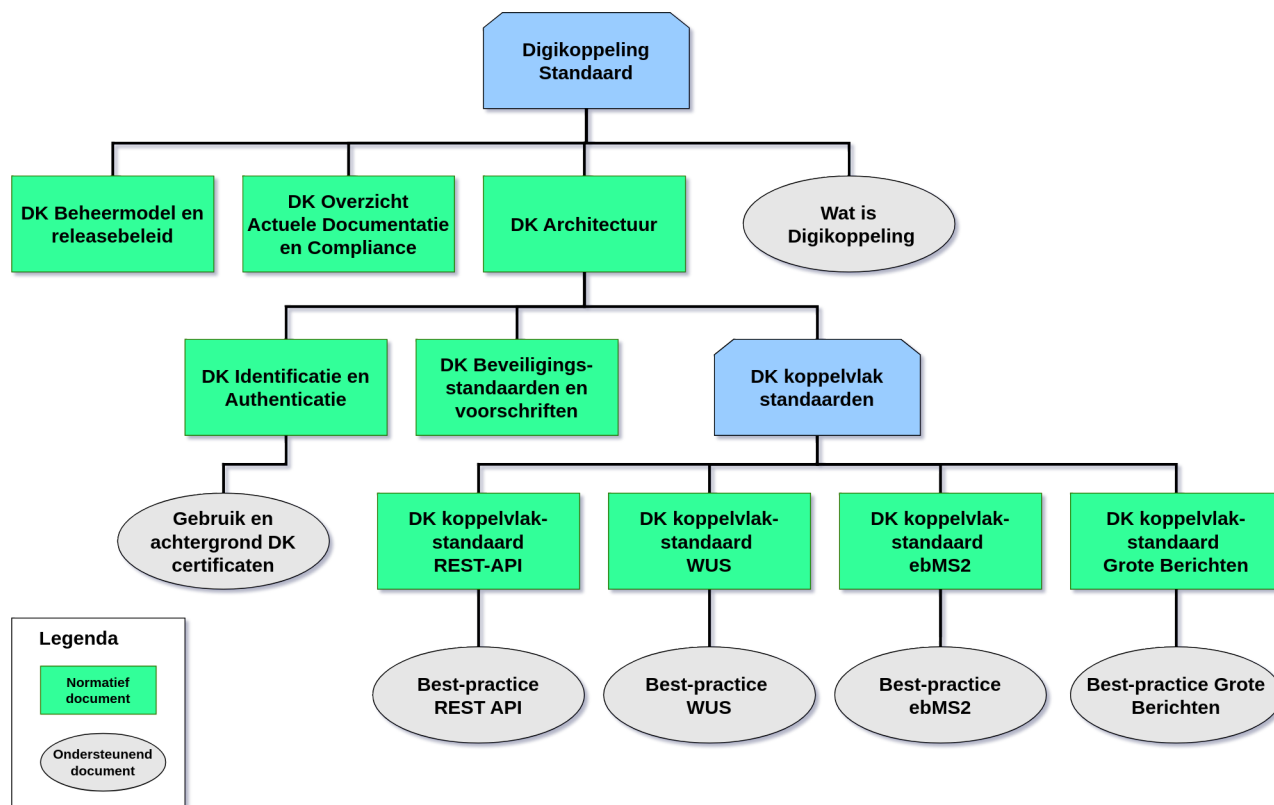 Digikoppeling
Standaard
DK Beheermodel en
releasebeleid
DK Overzicht
Actuele Documentatie
en Compliance
DK Architectuur
Wat is
Digikoppeling
DK Identificatie en
Authenticatie
DK Beveiligings-
standaarden en
voorschriften
DK koppelvlak
standaarden
Gebruik en
achtergrond DK
certificaten
DK koppelvlak-
standaard
REST-API
DK koppelvlak-
standaard
WUS
DK koppelvlak-
standaard
ebMS2
DK koppelvlak-
standaard
Grote Berichten
Best-practice
REST API
Best-practice
WUS
Best-practice
ebMS2
Best-practice Grote
Berichten
Legenda
Normatief
document
Ondersteunend
document